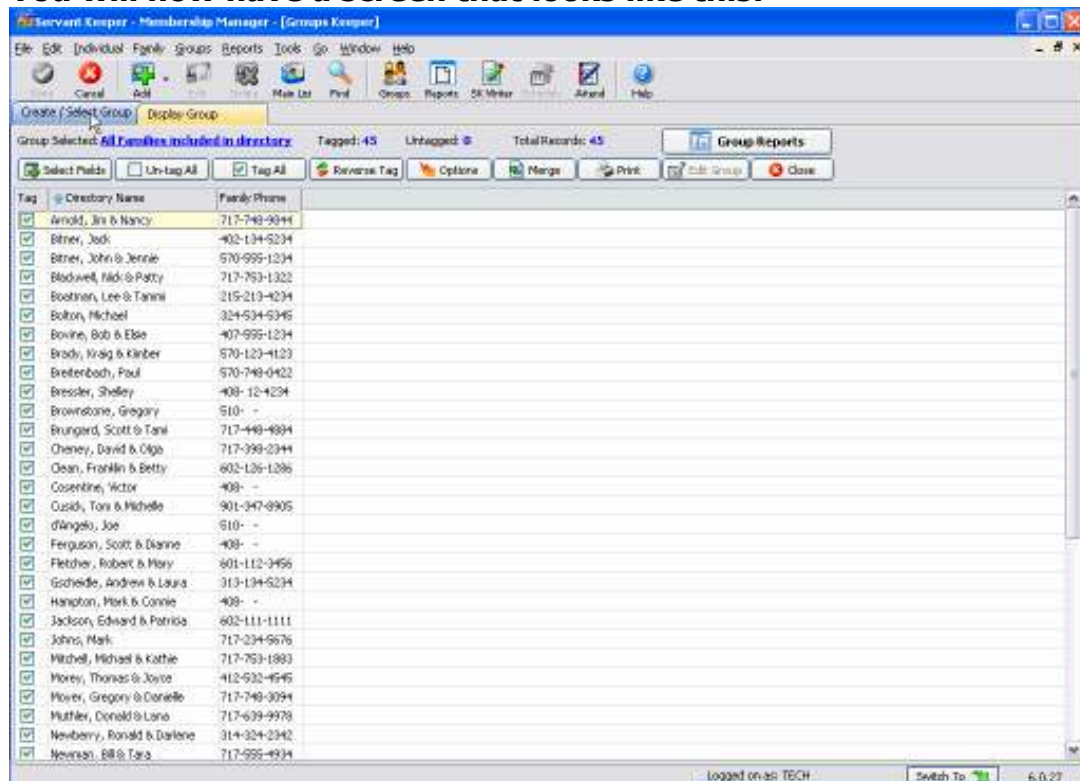 You will now have a screen that looks like this:
Servant Keeper - Membership Manager - [Groups Keeper]
File Edit Individual Family Groups Reports Tools Go Window Help
Cancel Add Main List Find Groups Reports SK Writer Attend Help
Create / Select Group Display Group
Group Selected: All Families included in directory Tagged: 45 Untagged: 0 Total Records: 45 Group Reports
Select Fields Un-tag All Tag All Reverse Tag Options Merge Print Edit Group Close
Tag Directory Name Family Phone
Arnold, Jim & Nancy 717-748-9844
Bitner, Jack 402-134-5234
Bitner, John & Jennie 570-555-1234
Blackwell, Nick & Patty 717-753-1322
Boatman, Lee & Tammi 215-213-4234
Bolton, Michael 324-534-5345
Bovine, Bob & Elsie 407-555-1234
Brady, Kraig & Kimber 570-123-4123
Breitenbach, Paul 570-748-0422
Bressler, Shelley 408- 12-4234
Brownstone, Gregory 510- -
Brungard, Scott & Tami 717-448-4884
Cheney, David & Olga 717-398-2344
Clean, Franklin & Betty 602-126-1286
Cosentine, Victor 408- -
Cusick, Tom & Michelle 901-347-8905
d'Angelo, Joe 510- -
Ferguson, Scott & Dianne 408- -
Fletcher, Robert & Mary 601-112-3456
Gscheidle, Andrew & Laura 313-134-5234
Hampton, Mark & Connie 408- -
Jackson, Edward & Patricia 602-111-1111
Johns, Mark 717-234-5676
Mitchell, Michael & Kathie 717-753-1883
Morey, Thomas & Joyce 412-532-4545
Moyer, Gregory & Danielle 717-748-3094
Muthler, Donald & Lana 717-639-9978
Newberry, Ronald & Darlene 314-324-2342
Newman, Bill & Tara 717-555-4934
Logged on as: TECH Switch To 6.0.27